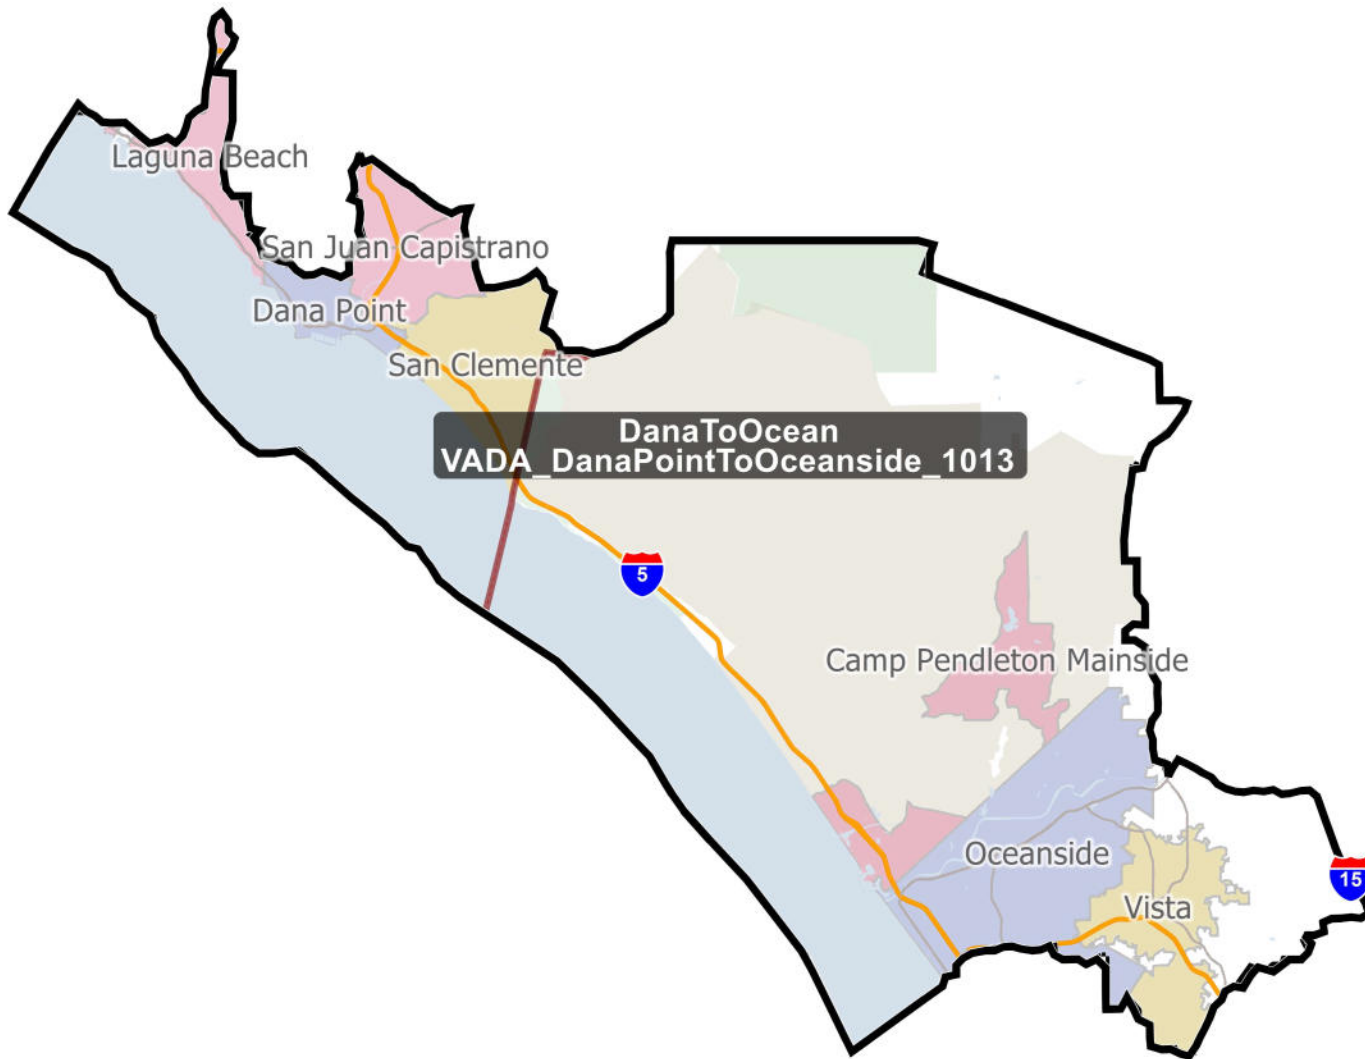 Laguna Beach
San Juan Capistrano
Dana Point
San Clemente
DanaToOcean
VADA_DanaPointToOceanside_1013
5
Camp Pendleton Mainside
Oceanside
15
Vista